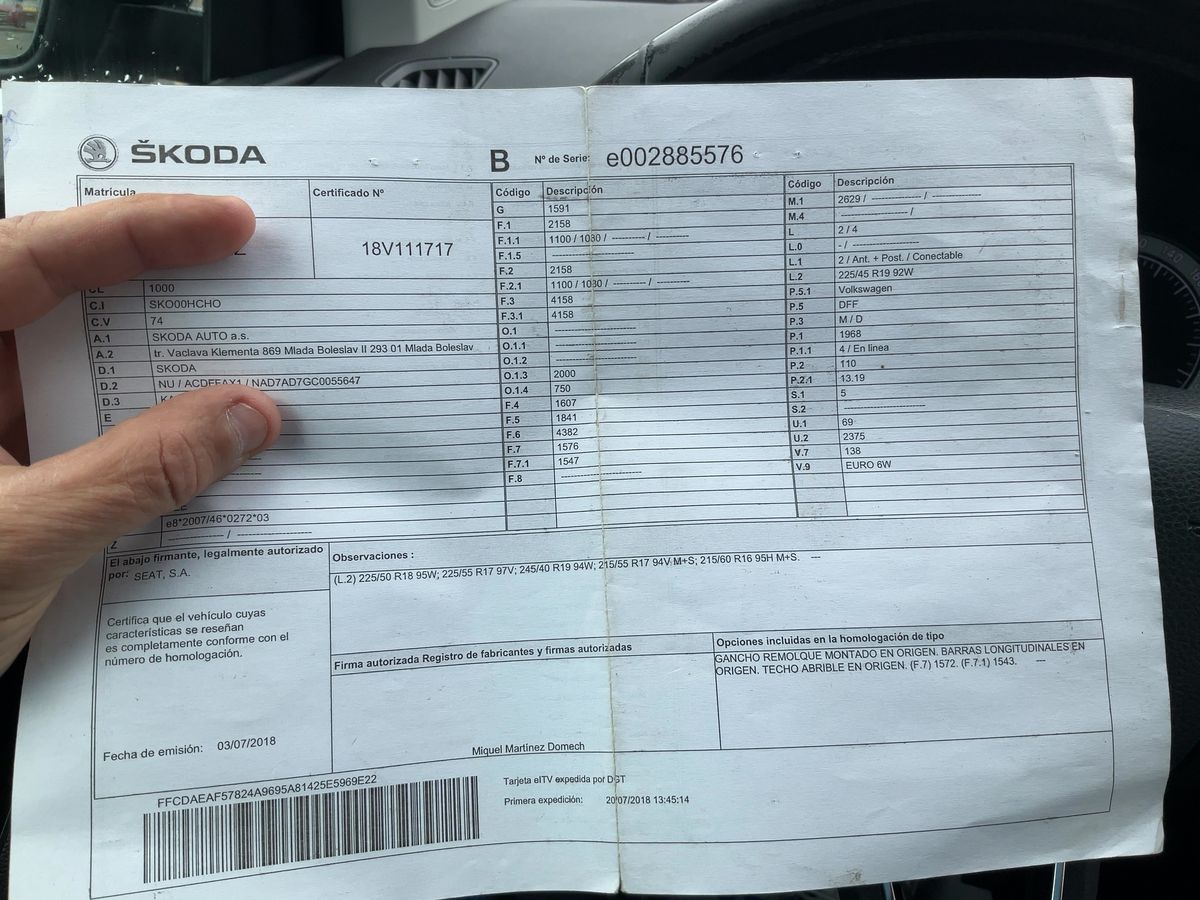 ŠKODA
B Nº de Serie: e002885576
Matrícula
Certificado Nº
18V111717
CL 1000
C.I SKO00HCHO
C.V 74
A.1 SKODA AUTO a.s.
A.2 tr. Vaclava Klementa 869 Mlada Boleslav II 293 01 Mlada Boleslav
D.1 SKODA
D.2 NU / ACDFFAX1 / NAD7AD7GC0055647
D.3
E
e8*2007/46*0272*03
Z ---------------- / --------------------
Código Descripción
G 1591
F.1 2158
F.1.1 1100 / 1080 / --------- / ---------
F.1.5 ----------------------
F.2 2158
F.2.1 1100 / 1080 / --------- / ---------
F.3 4158
F.3.1 4158
O.1 ----------------------
O.1.1 ----------------------
O.1.2 ----------------------
O.1.3 2000
O.1.4 750
F.4 1607
F.5 1841
F.6 4382
F.7 1576
F.7.1 1547
F.8 ----------------------
Código Descripción
M.1 2629 / -------------- / --------------
M.4 ------------------- /
L 2 / 4
L.0 - / -------------------
L.1 2 / Ant. + Post. / Conectable
L.2 225/45 R19 92W
P.5.1 Volkswagen
P.5 DFF
P.3 M / D
P.1 1968
P.1.1 4 / En linea
P.2 110
P.2.1 13.19
S.1 5
S.2 ----------------------
U.1 69
U.2 2375
V.7 138
V.9 EURO 6W
El abajo firmante, legalmente autorizado
por: SEAT, S.A.
Certifica que el vehículo cuyas
características se reseñan
es completamente conforme con el
número de homologación.
Fecha de emisión: 03/07/2018
Observaciones :
(L.2) 225/50 R18 95W; 225/55 R17 97V; 245/40 R19 94W; 215/55 R17 94V M+S; 215/60 R16 95H M+S. ---
Firma autorizada Registro de fabricantes y firmas autorizadas
Miquel Martínez Domech
Opciones incluidas en la homologación de tipo
GANCHO REMOLQUE MONTADO EN ORIGEN. BARRAS LONGITUDINALES EN
ORIGEN. TECHO ABRIBLE EN ORIGEN. (F.7) 1572. (F.7.1) 1543. ---
FFCDAEAF57824A9695A81425E5969E22
Tarjeta eITV expedida por DGT
Primera expedición: 20/07/2018 13:45:14